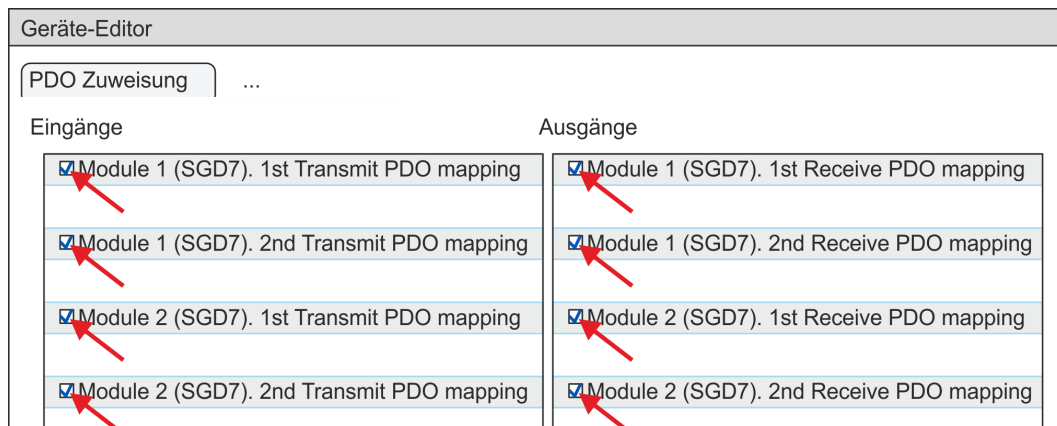 Geräte-Editor
PDO Zuweisung ...
Eingänge
Ausgänge
Module 1 (SGD7). 1st Transmit PDO mapping
Module 1 (SGD7). 2nd Transmit PDO mapping
Module 2 (SGD7). 1st Transmit PDO mapping
Module 2 (SGD7). 2nd Transmit PDO mapping
Module 1 (SGD7). 1st Receive PDO mapping
Module 1 (SGD7). 2nd Receive PDO mapping
Module 2 (SGD7). 1st Receive PDO mapping
Module 2 (SGD7). 2nd Receive PDO mapping